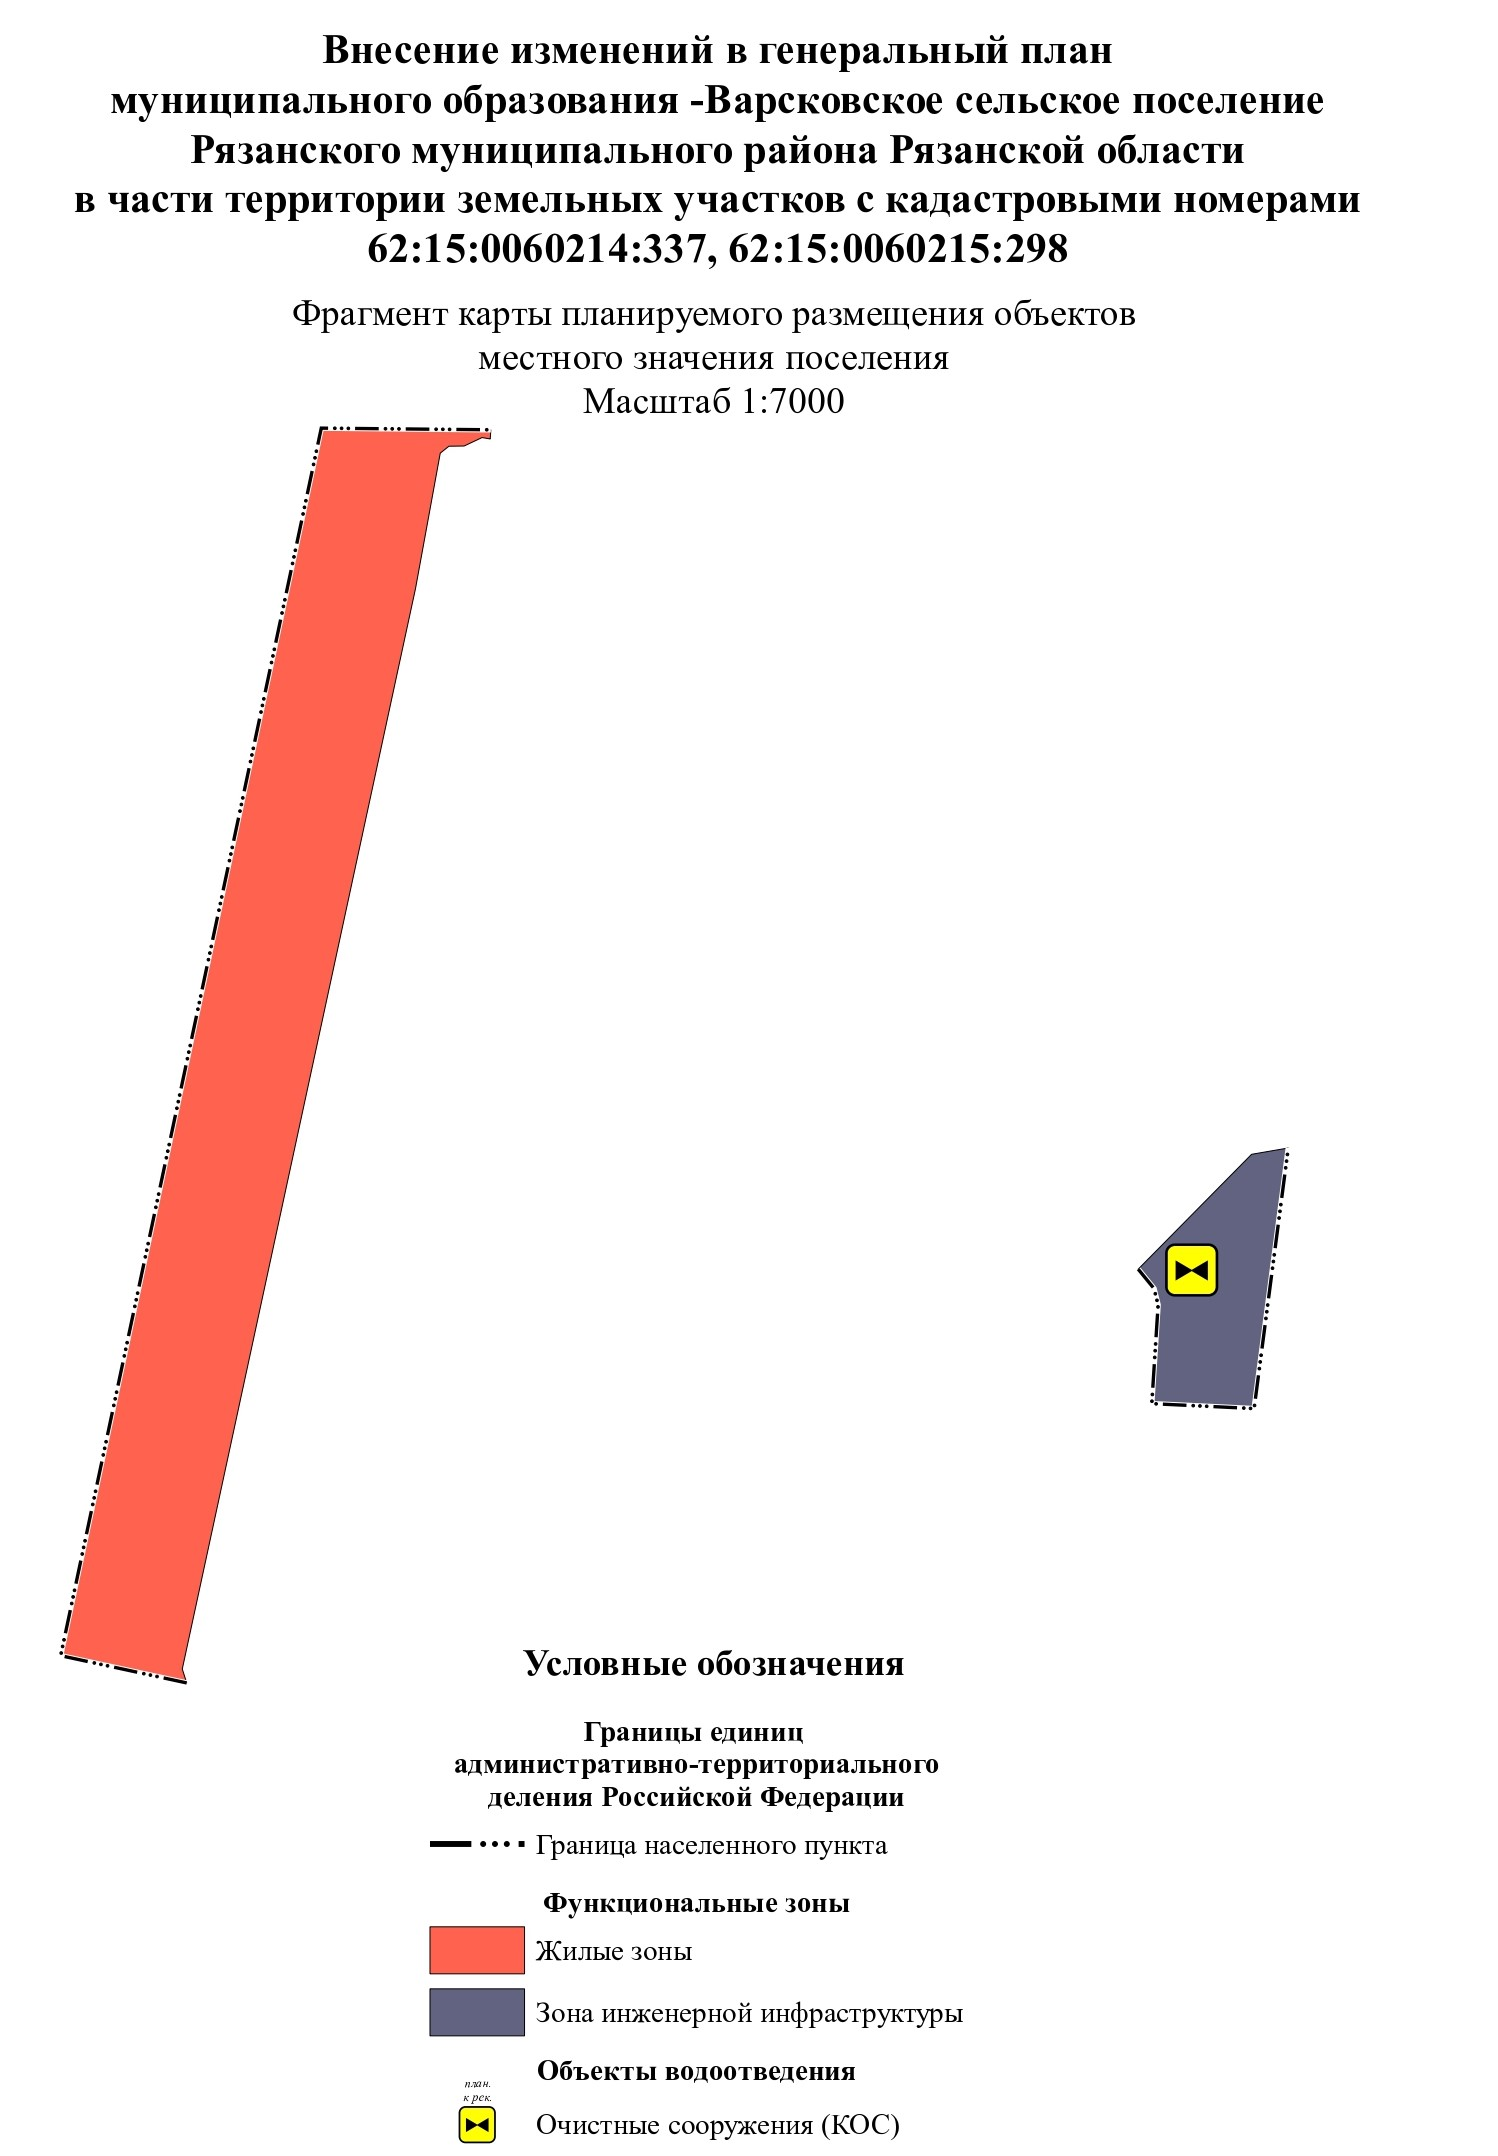 Внесение изменений в генеральный план
муниципального образования -Варсковское сельское поселение
Рязанского муниципального района Рязанской области
в части территории земельных участков с кадастровыми номерами
62:15:0060214:337, 62:15:0060215:298
Фрагмент карты планируемого размещения объектов
местного значения поселения
Масштаб 1:7000
Условные обозначения
Границы единиц
административно-территориального
деления Российской Федерации
Граница населенного пункта
Функциональные зоны
Жилые зоны
Зона инженерной инфраструктуры
Объекты водоотведения
план.
к рек.
Очистные сооружения (КОС)